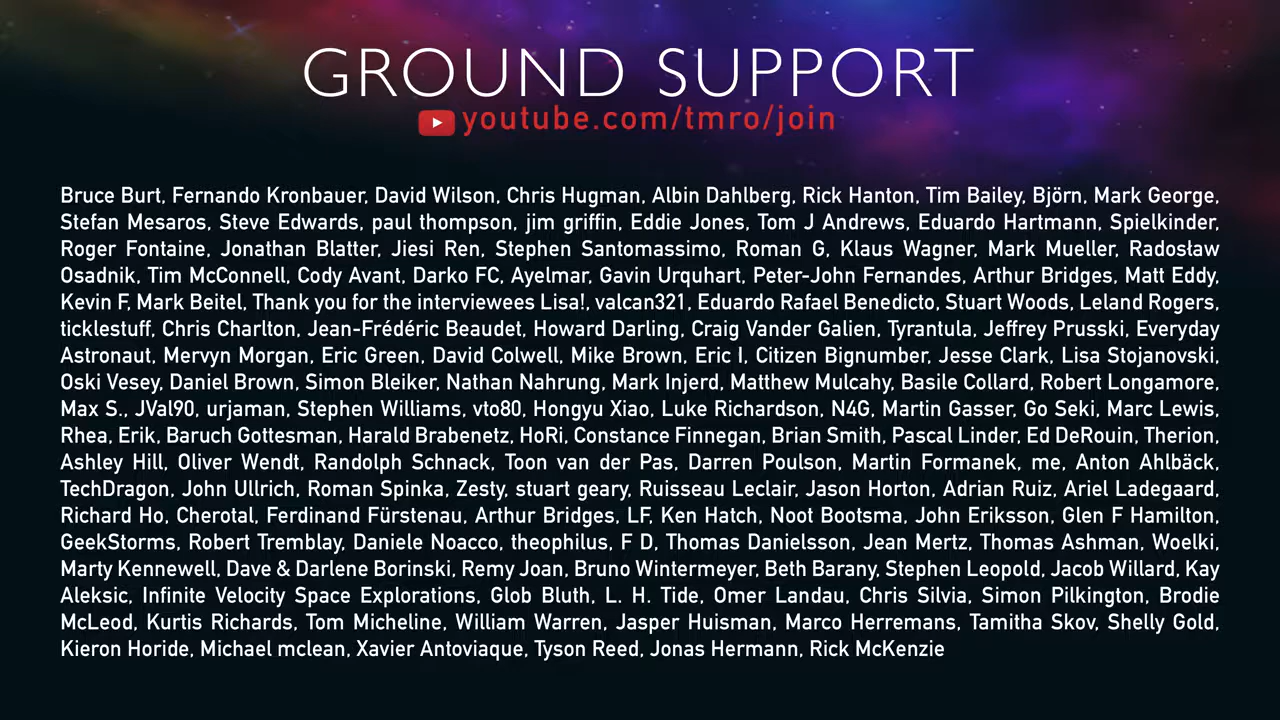 GROUND SUPPORT
youtube.com/tmro/join
Bruce Burt, Fernando Kronbauer, David Wilson, Chris Hugman, Albin Dahlberg, Rick Hanton, Tim Bailey, Björn, Mark George,
Stefan Mesaros, Steve Edwards, paul thompson, jim griffin, Eddie Jones, Tom J Andrews, Eduardo Hartmann, Spielkinder,
Roger Fontaine, Jonathan Blatter, Jiesi Ren, Stephen Santomassimo, Roman G, Klaus Wagner, Mark Mueller, Radosław
Osadnik, Tim McConnell, Cody Avant, Darko FC, Ayelmar, Gavin Urquhart, Peter-John Fernandes, Arthur Bridges, Matt Eddy,
Kevin F, Mark Beitel, Thank you for the interviewees Lisa!, valcan321, Eduardo Rafael Benedicto, Stuart Woods, Leland Rogers,
ticklestuff, Chris Charlton, Jean-Frédéric Beaudet, Howard Darling, Craig Vander Galien, Tyrantula, Jeffrey Prusski, Everyday
Astronaut, Mervyn Morgan, Eric Green, David Colwell, Mike Brown, Eric I, Citizen Bignumber, Jesse Clark, Lisa Stojanovski,
Oski Vesey, Daniel Brown, Simon Bleiker, Nathan Nahrung, Mark Injerd, Matthew Mulcahy, Basile Collard, Robert Longamore,
Max S., JVal90, urjaman, Stephen Williams, vto80, Hongyu Xiao, Luke Richardson, N4G, Martin Gasser, Go Seki, Marc Lewis,
Rhea, Erik, Baruch Gottesman, Harald Brabenetz, HoRi, Constance Finnegan, Brian Smith, Pascal Linder, Ed DeRouin, Therion,
Ashley Hill, Oliver Wendt, Randolph Schnack, Toon van der Pas, Darren Poulson, Martin Formanek, me, Anton Ahlbäck,
TechDragon, John Ullrich, Roman Spinka, Zesty, stuart geary, Ruisseau Leclair, Jason Horton, Adrian Ruiz, Ariel Ladegaard,
Richard Ho, Cherotal, Ferdinand Fürstenau, Arthur Bridges, LF, Ken Hatch, Noot Bootsma, John Eriksson, Glen F Hamilton,
GeekStorms, Robert Tremblay, Daniele Noacco, theophilus, F D, Thomas Danielsson, Jean Mertz, Thomas Ashman, Woelki,
Marty Kennewell, Dave & Darlene Borinski, Remy Joan, Bruno Wintermeyer, Beth Barany, Stephen Leopold, Jacob Willard, Kay
Aleksic, Infinite Velocity Space Explorations, Glob Bluth, L. H. Tide, Omer Landau, Chris Silvia, Simon Pilkington, Brodie
McLeod, Kurtis Richards, Tom Micheline, William Warren, Jasper Huisman, Marco Herremans, Tamitha Skov, Shelly Gold,
Kieron Horide, Michael mclean, Xavier Antoviaque, Tyson Reed, Jonas Hermann, Rick McKenzie